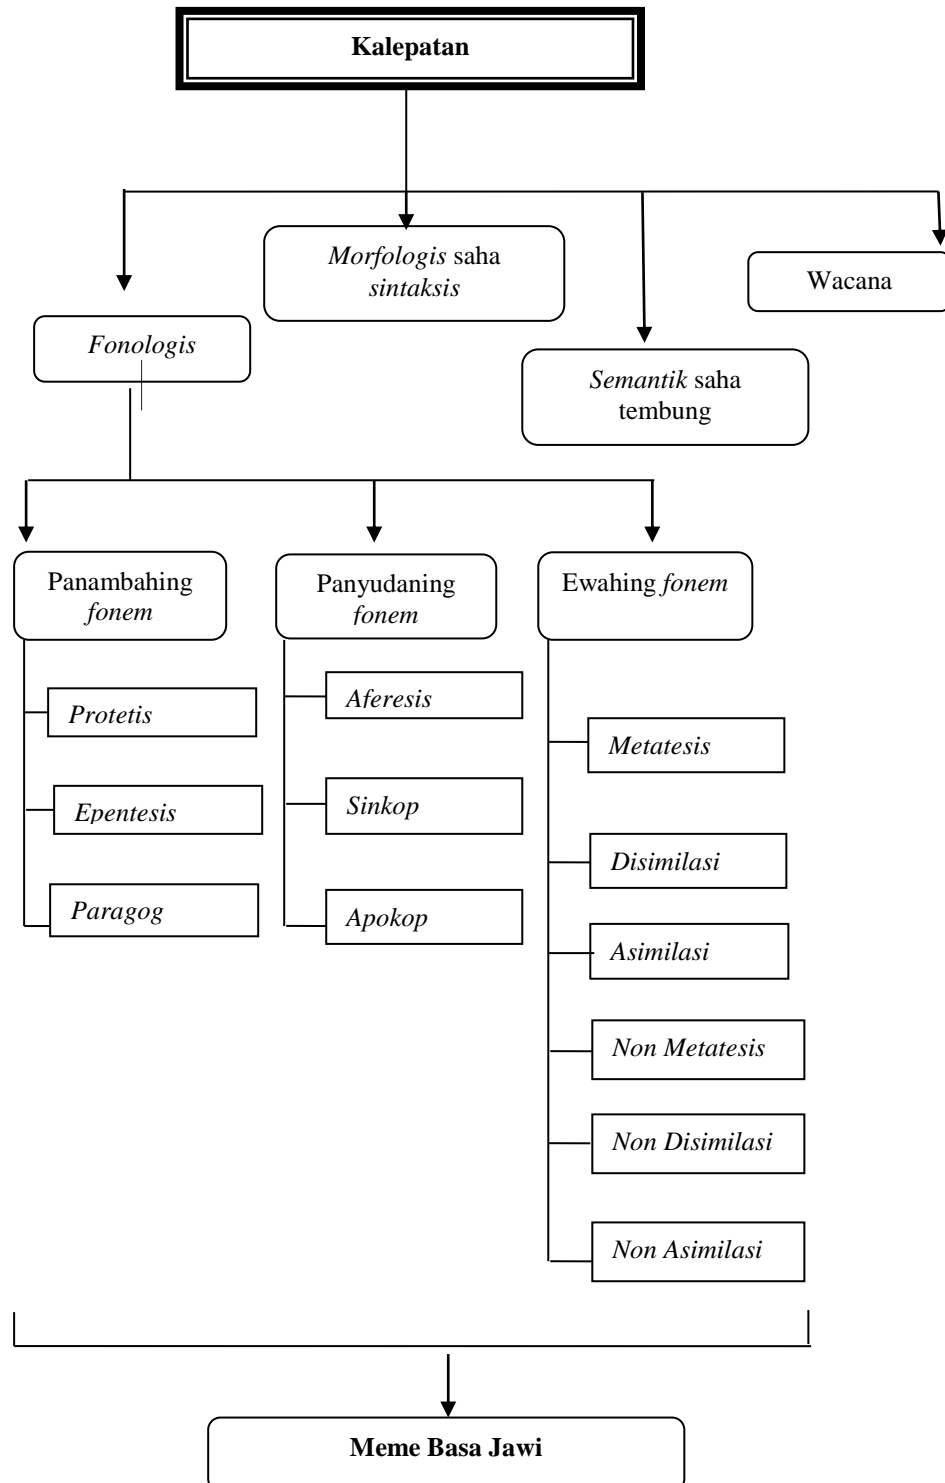 Kalepatan
Morfologis saha
sintaksis
Wacana
Fonologis
Semantik saha
tembung
Panambahing
fonem
Panyudaning
fonem
Ewahing fonem
Protetis
Epentesis
Paragog
Aferesis
Sinkop
Apokop
Metatesis
Disimilasi
Asimilasi
Non Metatesis
Non Disimilasi
Non Asimilasi
Meme Basa Jawi